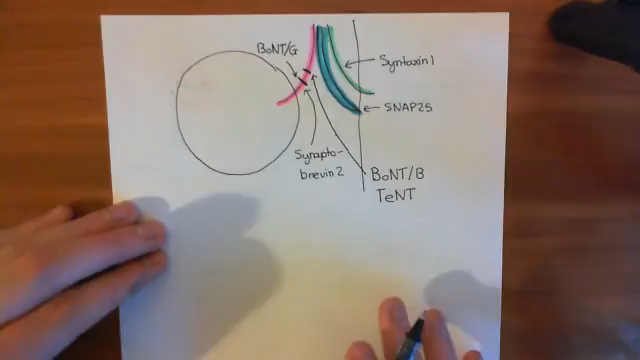 BoNT/G
Syntaxin 1
SNAP25
Synapto-
brevin 2
BoNT/B
TeNT